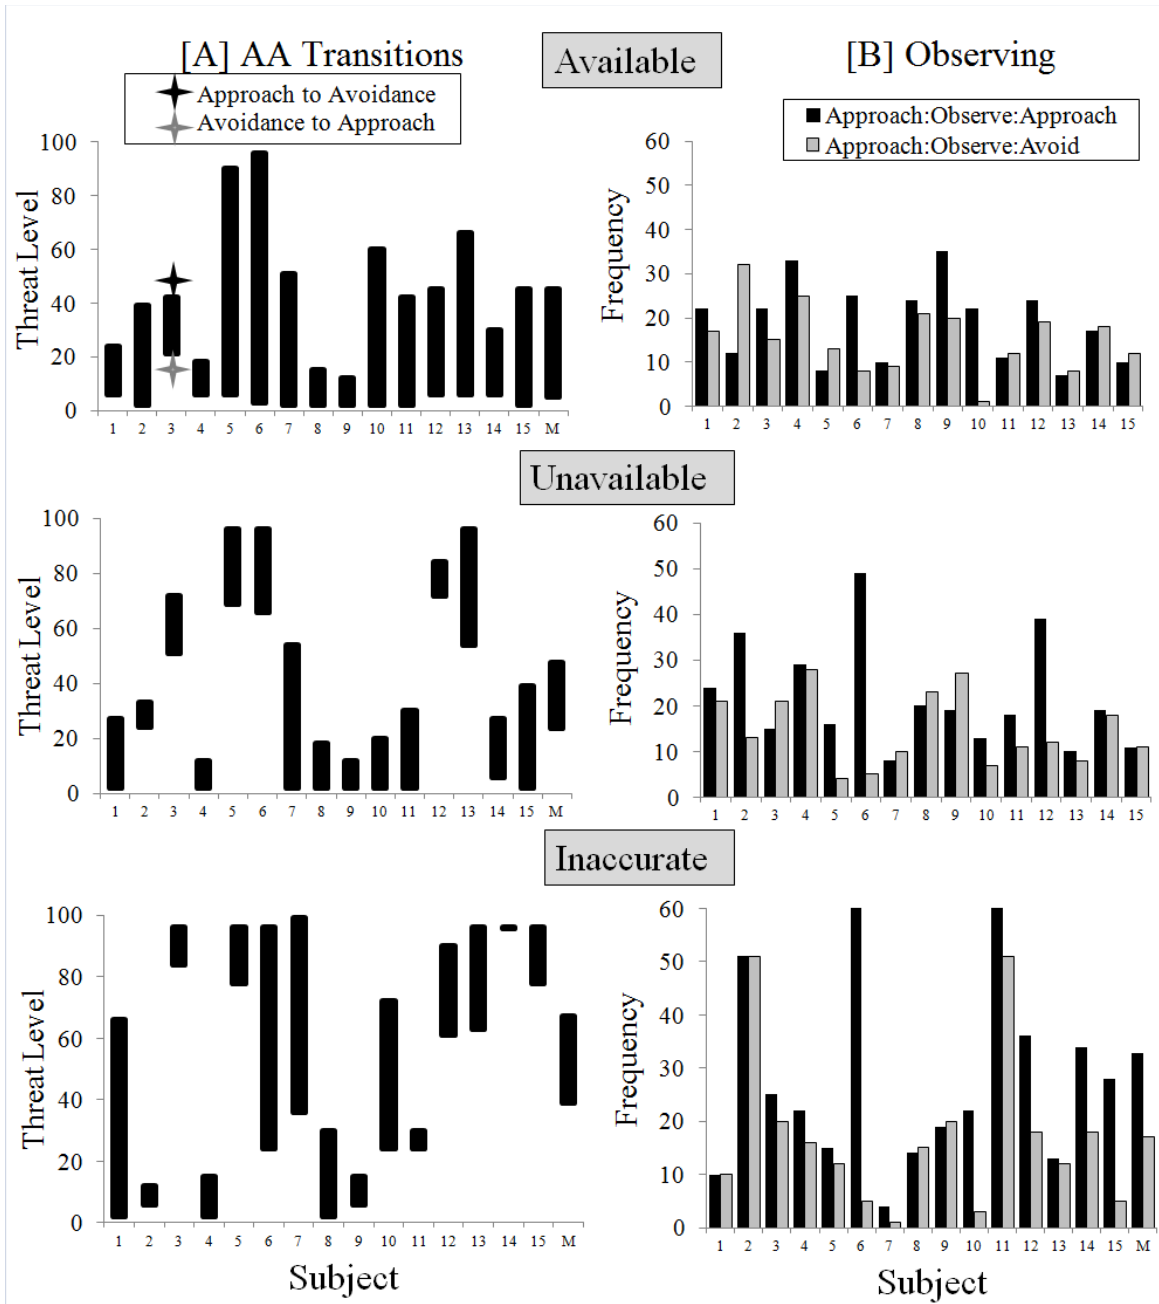 [A] AA Transitions
Available
[B] Observing
Approach to Avoidance
Avoidance to Approach
Approach:Observe:Approach
Approach:Observe:Avoid
Threat Level
100
80
60
40
20
0
1 2 3 4 5 6 7 8 9 10 11 12 13 14 15 M
Frequency
60
50
40
30
20
10
0
1 2 3 4 5 6 7 8 9 10 11 12 13 14 15
Unavailable
Threat Level
100
80
60
40
20
0
1 2 3 4 5 6 7 8 9 10 11 12 13 14 15 M
Frequency
60
50
40
30
20
10
0
1 2 3 4 5 6 7 8 9 10 11 12 13 14 15
Inaccurate
Threat Level
100
80
60
40
20
0
1 2 3 4 5 6 7 8 9 10 11 12 13 14 15 M
Subject
Frequency
60
50
40
30
20
10
0
1 2 3 4 5 6 7 8 9 10 11 12 13 14 15 M
Subject